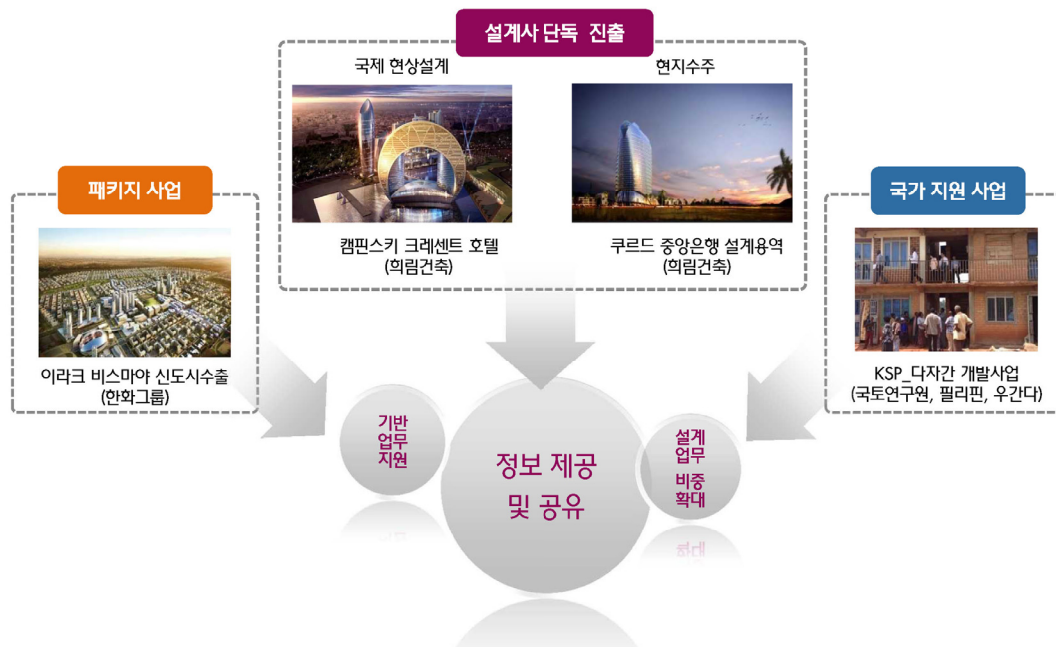 설계사 단독 진출
국제 현상설계
현지수주
캠핀스키 크레센트 호텔
(희림건축)
쿠르드 중앙은행 설계용역
(희림건축)
패키지 사업
이라크 비스마야 신도시수출
(한화그룹)
국가 지원 사업
KSP_다자간 개발사업
(국토연구원, 필리핀, 우간다)
기반
업무
지원
정보 제공
및 공유
설계
업무
비중
확대